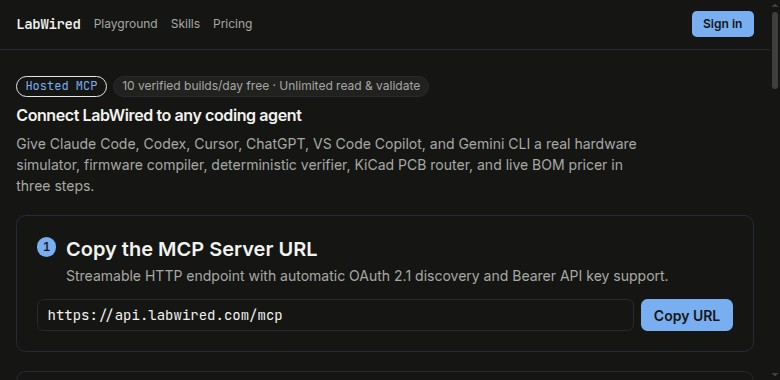 LabWired Playground Skills Pricing Sign in
Hosted MCP 10 verified builds/day free · Unlimited read & validate
Connect LabWired to any coding agent
Give Claude Code, Codex, Cursor, ChatGPT, VS Code Copilot, and Gemini CLI a real hardware
simulator, firmware compiler, deterministic verifier, KiCad PCB router, and live BOM pricer in
three steps.
1 Copy the MCP Server URL
Streamable HTTP endpoint with automatic OAuth 2.1 discovery and Bearer API key support.
https://api.labwired.com/mcp Copy URL